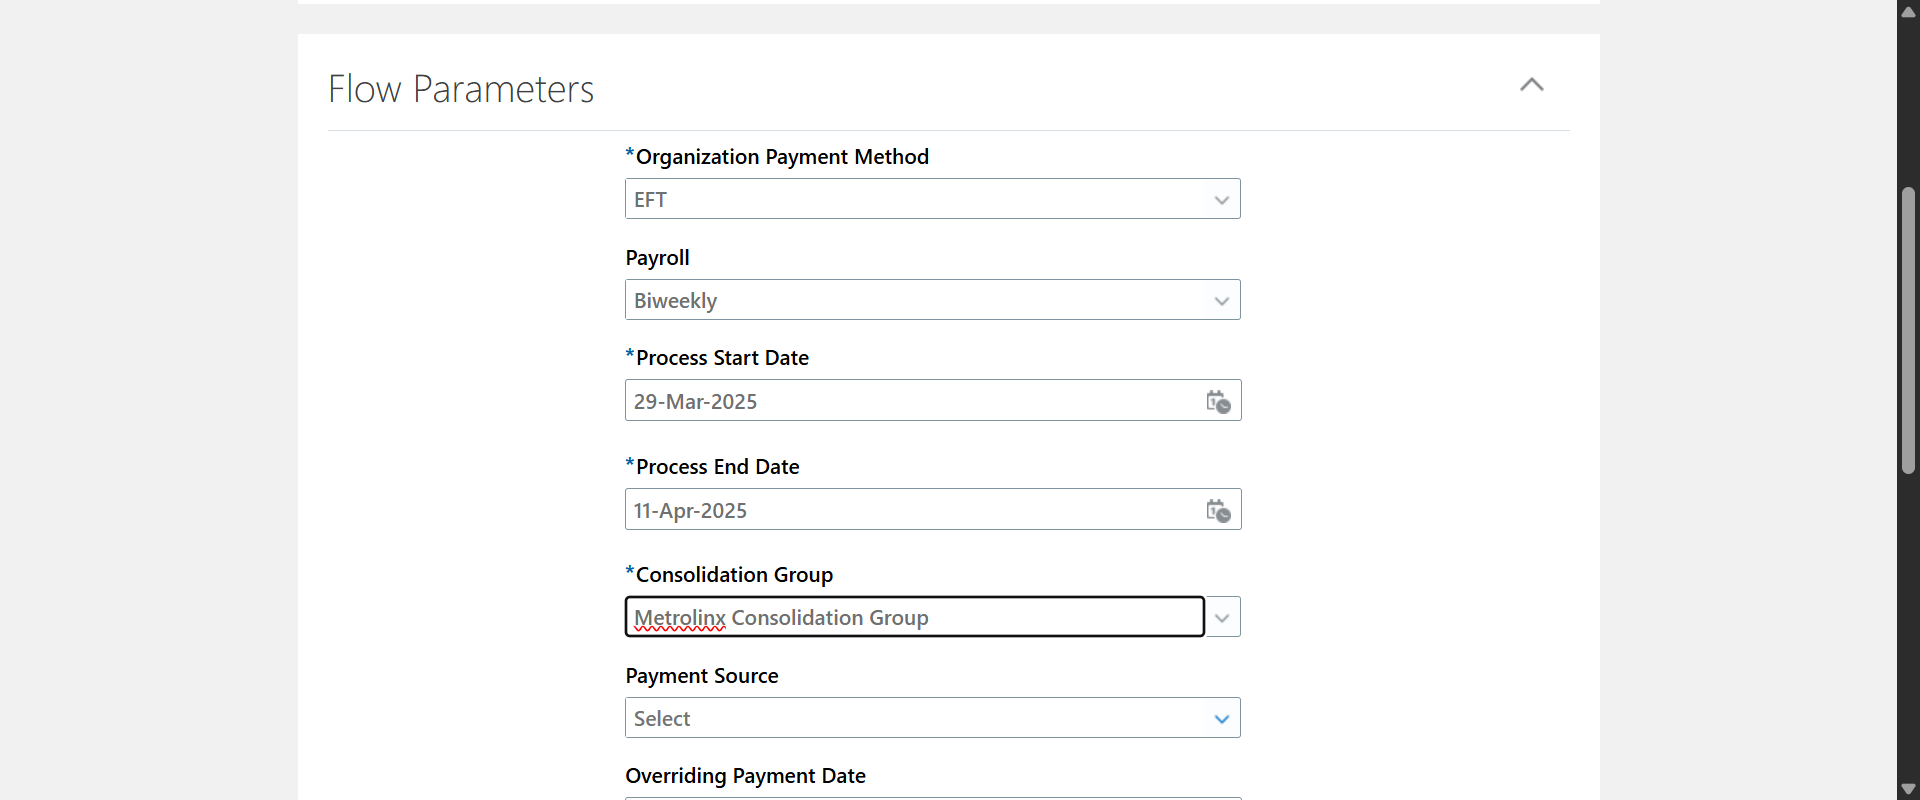 Flow Parameters
*Organization Payment Method
EFT
Payroll
Biweekly
*Process Start Date
29-Mar-2025
*Process End Date
11-Apr-2025
*Consolidation Group
Metrolinx Consolidation Group
Payment Source
Select
Overriding Payment Date